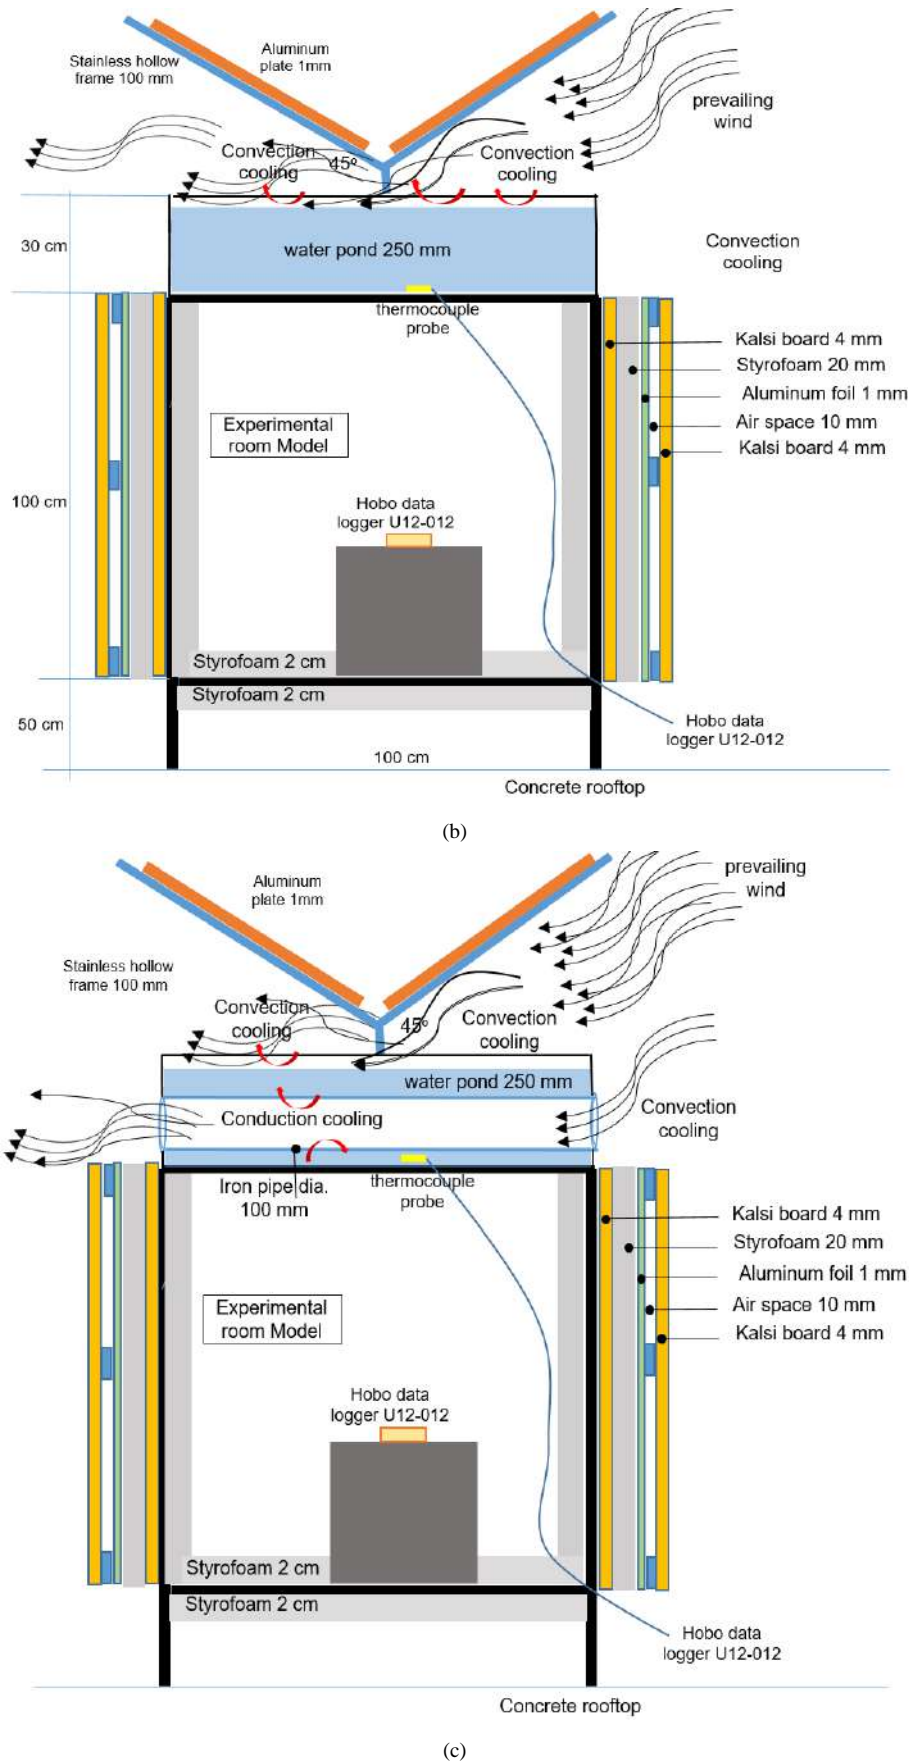 Aluminum
plate 1mm
Stainless hollow
frame 100 mm
prevailing
wind
Convection
cooling
45º
Convection
cooling
30 cm
water pond 250 mm
Convection
cooling
thermocouple
probe
Kalsi board 4 mm
Styrofoam 20 mm
Aluminum foil 1 mm
Air space 10 mm
Kalsi board 4 mm
Experimental
room Model
100 cm
Hobo data
logger U12-012
Styrofoam 2 cm
Styrofoam 2 cm
50 cm
Hobo data
logger U12-012
100 cm
Concrete rooftop
(b)
prevailing
wind
Aluminum
plate 1mm
Stainless hollow
frame 100 mm
Convection
cooling
45º
Convection
cooling
water pond 250 mm
Conduction cooling
Convection
cooling
Iron pipe dia.
100 mm
thermocouple
probe
Kalsi board 4 mm
Styrofoam 20 mm
Aluminum foil 1 mm
Air space 10 mm
Kalsi board 4 mm
Experimental
room Model
Hobo data
logger U12-012
Styrofoam 2 cm
Styrofoam 2 cm
Hobo data
logger U12-012
Concrete rooftop
(c)